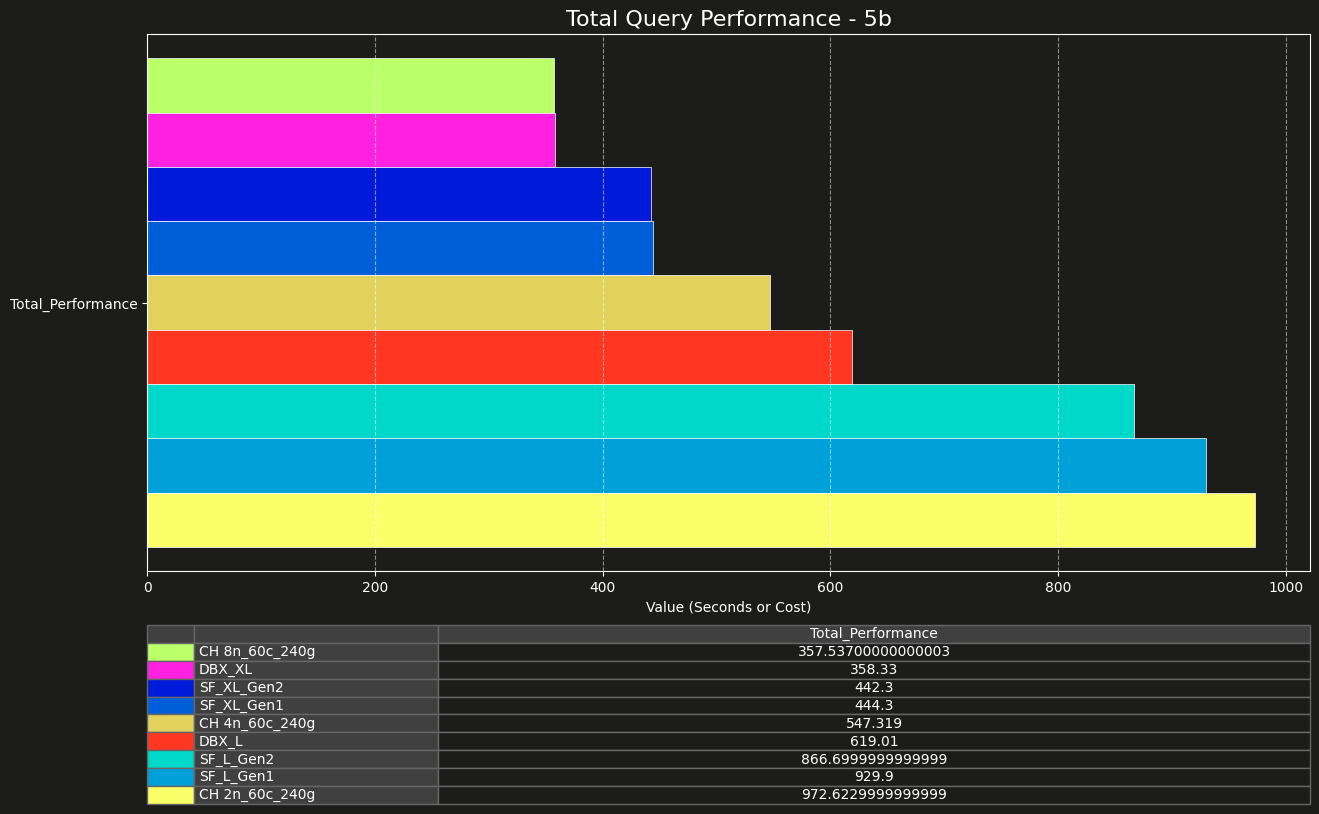 Total Query Performance - 5b
Total_Performance
0 200 400 600 800 1000
Value (Seconds or Cost)
Total_Performance
CH 8n_60c_240g 357.53700000000003
DBX_XL 358.33
SF_XL_Gen2 442.3
SF_XL_Gen1 444.3
CH 4n_60c_240g 547.319
DBX_L 619.01
SF_L_Gen2 866.6999999999999
SF_L_Gen1 929.9
CH 2n_60c_240g 972.6229999999999